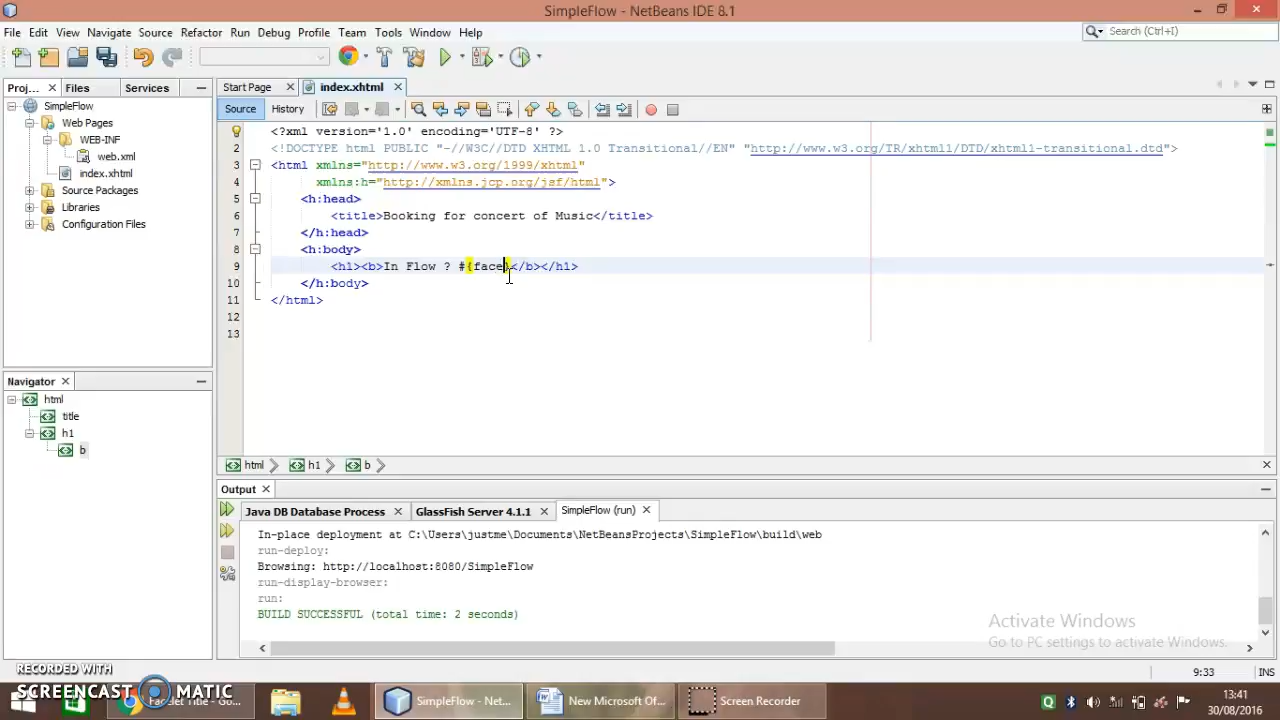 SimpleFlow - NetBeans IDE 8.1
File Edit View Navigate Source Refactor Run Debug Profile Team Tools Window Help
Search (Ctrl+I)
Proj... Files Services
Start Page index.xhtml
SimpleFlow
Web Pages
WEB-INF
web.xml
index.xhtml
Source Packages
Libraries
Configuration Files
Source History
<?xml version='1.0' encoding='UTF-8' ?>
2 <!DOCTYPE html PUBLIC "-//W3C//DTD XHTML 1.0 Transitional//EN" "http://www.w3.org/TR/xhtml1/DTD/xhtml1-transitional.dtd">
3 <html xmlns="http://www.w3.org/1999/xhtml"
4 xmlns:h="http://xmlns.jcp.org/jsf/html">
5 <h:head>
6 <title>Booking for concert of Music</title>
7 </h:head>
8 <h:body>
9 <h1><b>In Flow ? #{face}</b></h1>
10 </h:body>
11 </html>
12
13
Navigator
html
title
h1
b
html h1 b
Output
Java DB Database Process GlassFish Server 4.1.1 SimpleFlow (run)
In-place deployment at C:\Users\justme\Documents\NetBeansProjects\SimpleFlow\build\web
run-deploy:
Browsing: http://localhost:8080/SimpleFlow
run-display-browser:
run:
BUILD SUCCESSFUL (total time: 2 seconds)
Activate Windows
Go to PC settings to activate Windows.
9:33 INS
RECORDED WITH
SCREENCAST MATIC
Facelet Title - Go... SimpleFlow - Net... New Microsoft Of... Screen Recorder
13:41
30/08/2016